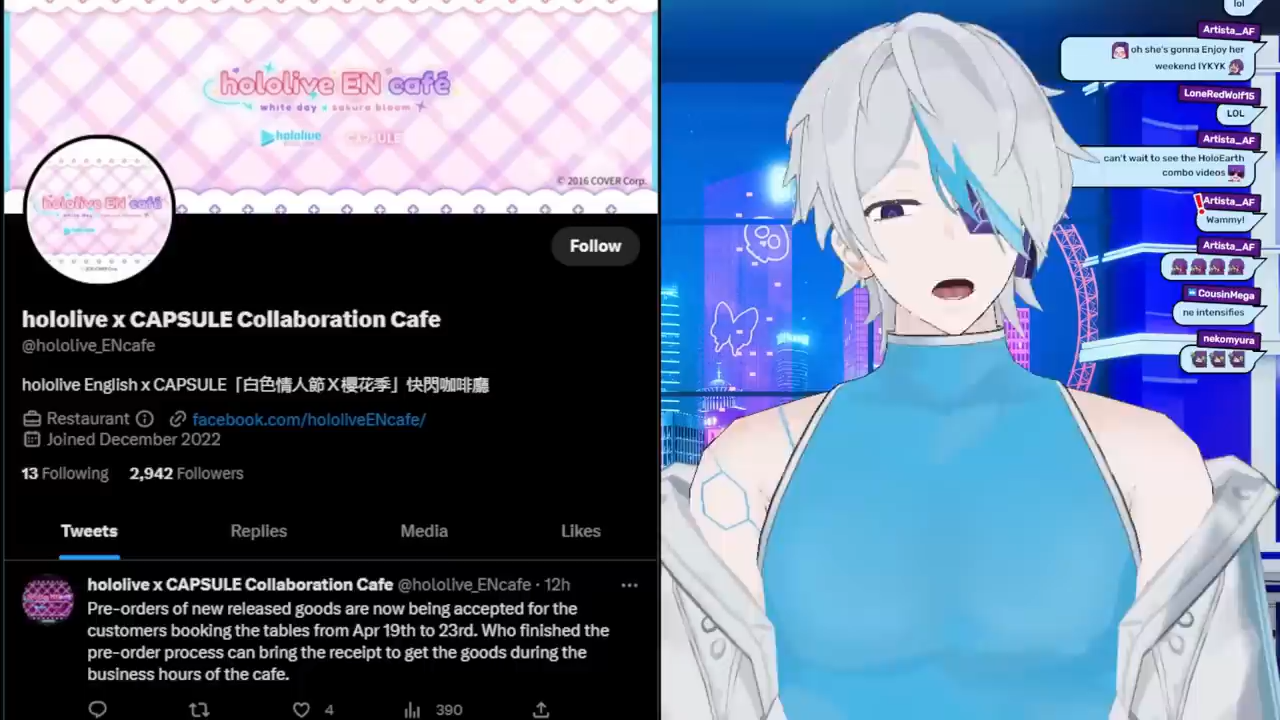 hololive EN café
white day x sakura bloom
hololive
CAPSULE
© 2016 COVER Corp.
hololive EN café
Follow
hololive x CAPSULE Collaboration Cafe
@hololive_ENcafe
hololive English x CAPSULE「白色情人節Ⅹ櫻花季」快閃咖啡廳
Restaurant
facebook.com/hololiveENcafe/
Joined December 2022
13 Following 2,942 Followers
Tweets Replies Media Likes
hololive x CAPSULE Collaboration Cafe @hololive_ENcafe · 12h
Pre-orders of new released goods are now being accepted for the
customers booking the tables from Apr 19th to 23rd. Who finished the
pre-order process can bring the receipt to get the goods during the
business hours of the cafe.
4 390
lol
Artista_AF
oh she's gonna Enjoy her
weekend IYKYK
LoneRedWolf15
LOL
Artista_AF
can't wait to see the HoloEarth
combo videos
Artista_AF
Wammy!
Artista_AF
CousinMega
ne intensifies
nekomyura